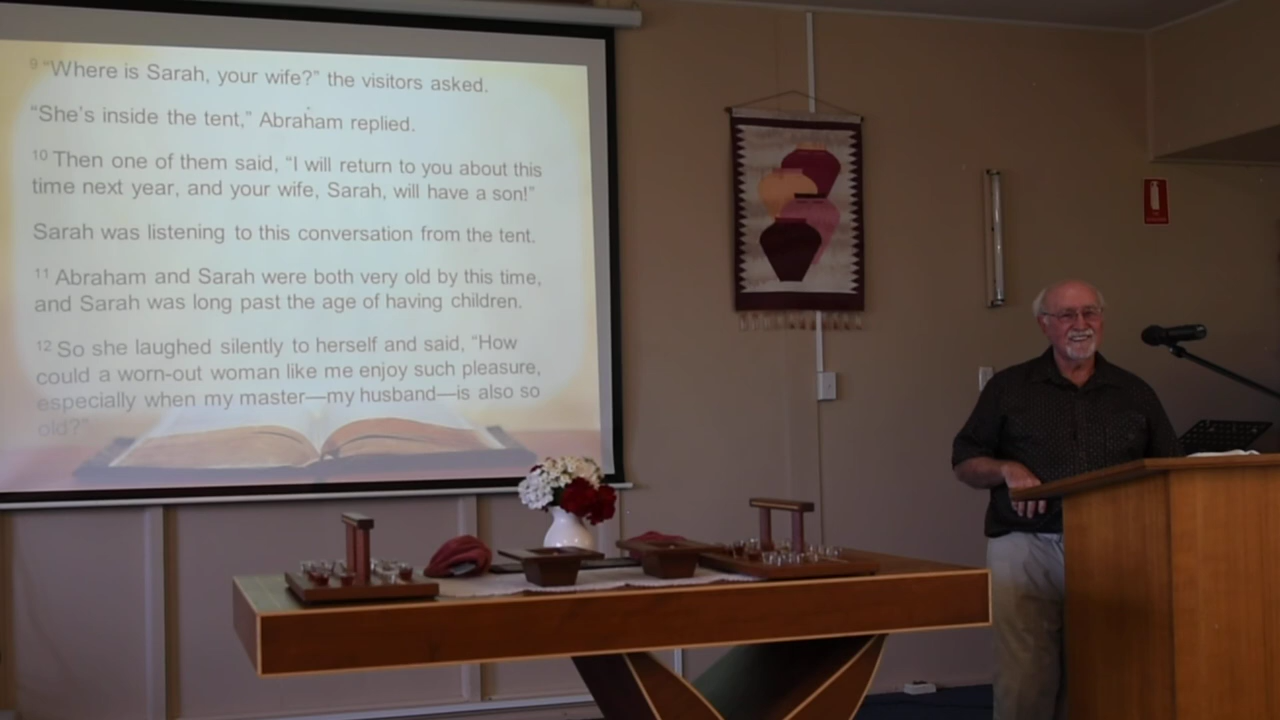 9 “Where is Sarah, your wife?” the visitors asked.
“She’s inside the tent,” Abraham replied.
10 Then one of them said, “I will return to you about this
time next year, and your wife, Sarah, will have a son!”
Sarah was listening to this conversation from the tent.
11 Abraham and Sarah were both very old by this time,
and Sarah was long past the age of having children.
12 So she laughed silently to herself and said, “How
could a worn-out woman like me enjoy such pleasure,
especially when my master—my husband—is also so
old?”